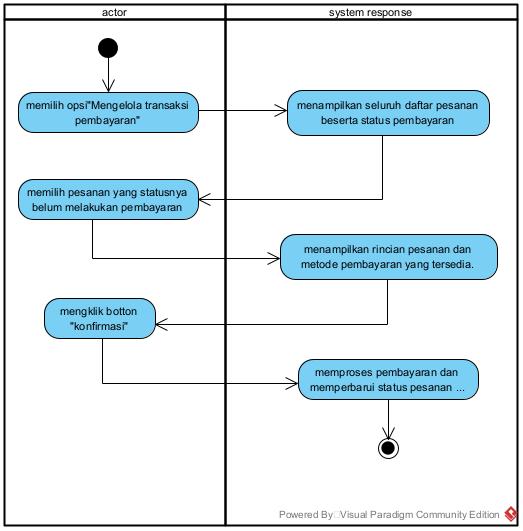 actor
system response
memilih opsi"Mengelola transaksi
pembayaran"
menampilkan seluruh daftar pesanan
beserta status pembayaran
memilih pesanan yang statusnya
belum melakukan pembayaran
menampilkan rincian pesanan dan
metode pembayaran yang tersedia.
mengklik botton
"konfirmasi"
memproses pembayaran dan
memperbarui status pesanan ...
Powered By Visual Paradigm Community Edition